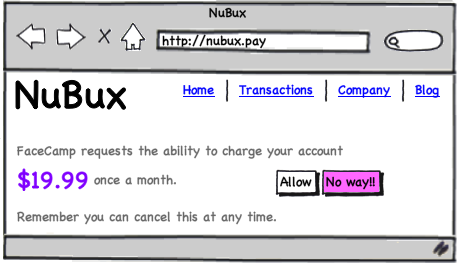 NuBux
X
http://nubux.pay
NuBux
Home | Transactions | Company | Blog
FaceCamp requests the ability to charge your account
$19.99 once a month.
Allow
No way!!
Remember you can cancel this at any time.